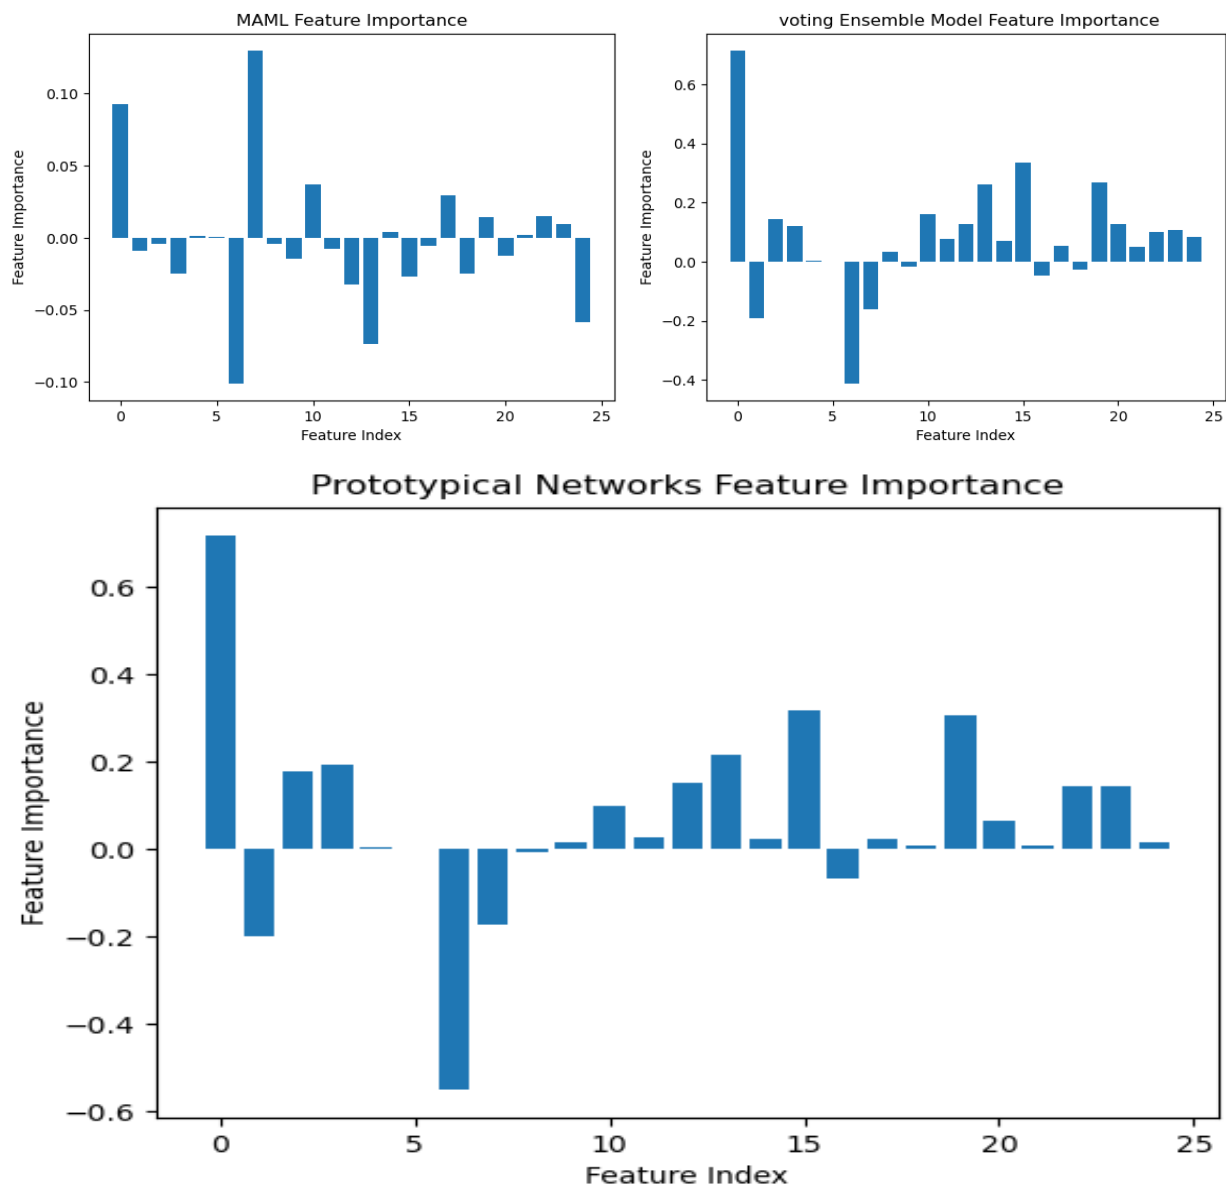 MAML Feature Importance
Feature Importance
0.10
0.05
0.00
−0.05
−0.10
0 5 10 15 20 25
Feature Index
voting Ensemble Model Feature Importance
Feature Importance
0.6
0.4
0.2
0.0
−0.2
−0.4
0 5 10 15 20 25
Feature Index
Prototypical Networks Feature Importance
Feature Importance
0.6
0.4
0.2
0.0
−0.2
−0.4
−0.6
0 5 10 15 20 25
Feature Index